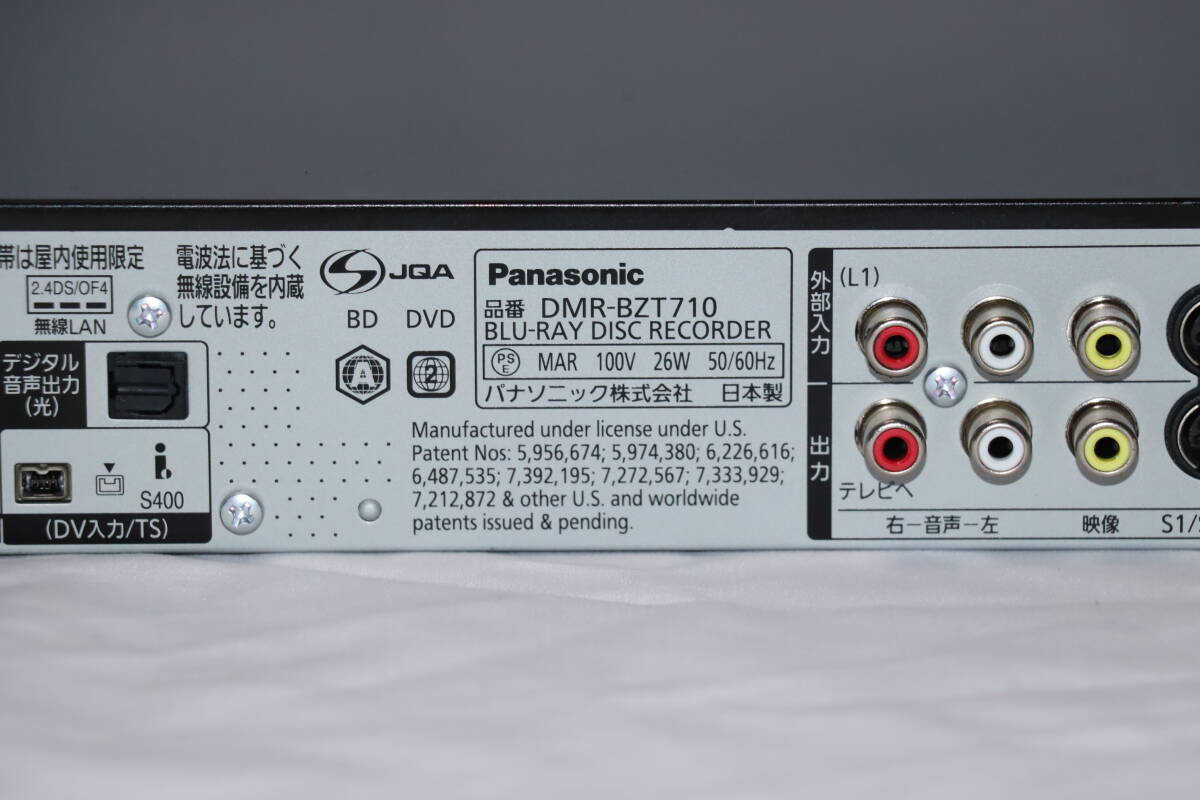 帯は屋内使用限定
2.4DS/OF4
無線LAN
電波法に基づく
無線設備を内蔵
しています。
JQA
BD DVD
A 2
デジタル
音声出力
(光)
i
S400
(DV入力/TS)
Panasonic
品番 DMR-BZT710
BLU-RAY DISC RECORDER
PS E MAR 100V 26W 50/60Hz
パナソニック株式会社 日本製
Manufactured under license under U.S.
Patent Nos: 5,956,674; 5,974,380; 6,226,616;
6,487,535; 7,392,195; 7,272,567; 7,333,929;
7,212,872 & other U.S. and worldwide
patents issued & pending.
外部入力
(L1)
出力
テレビへ
右－音声－左 映像 S1/